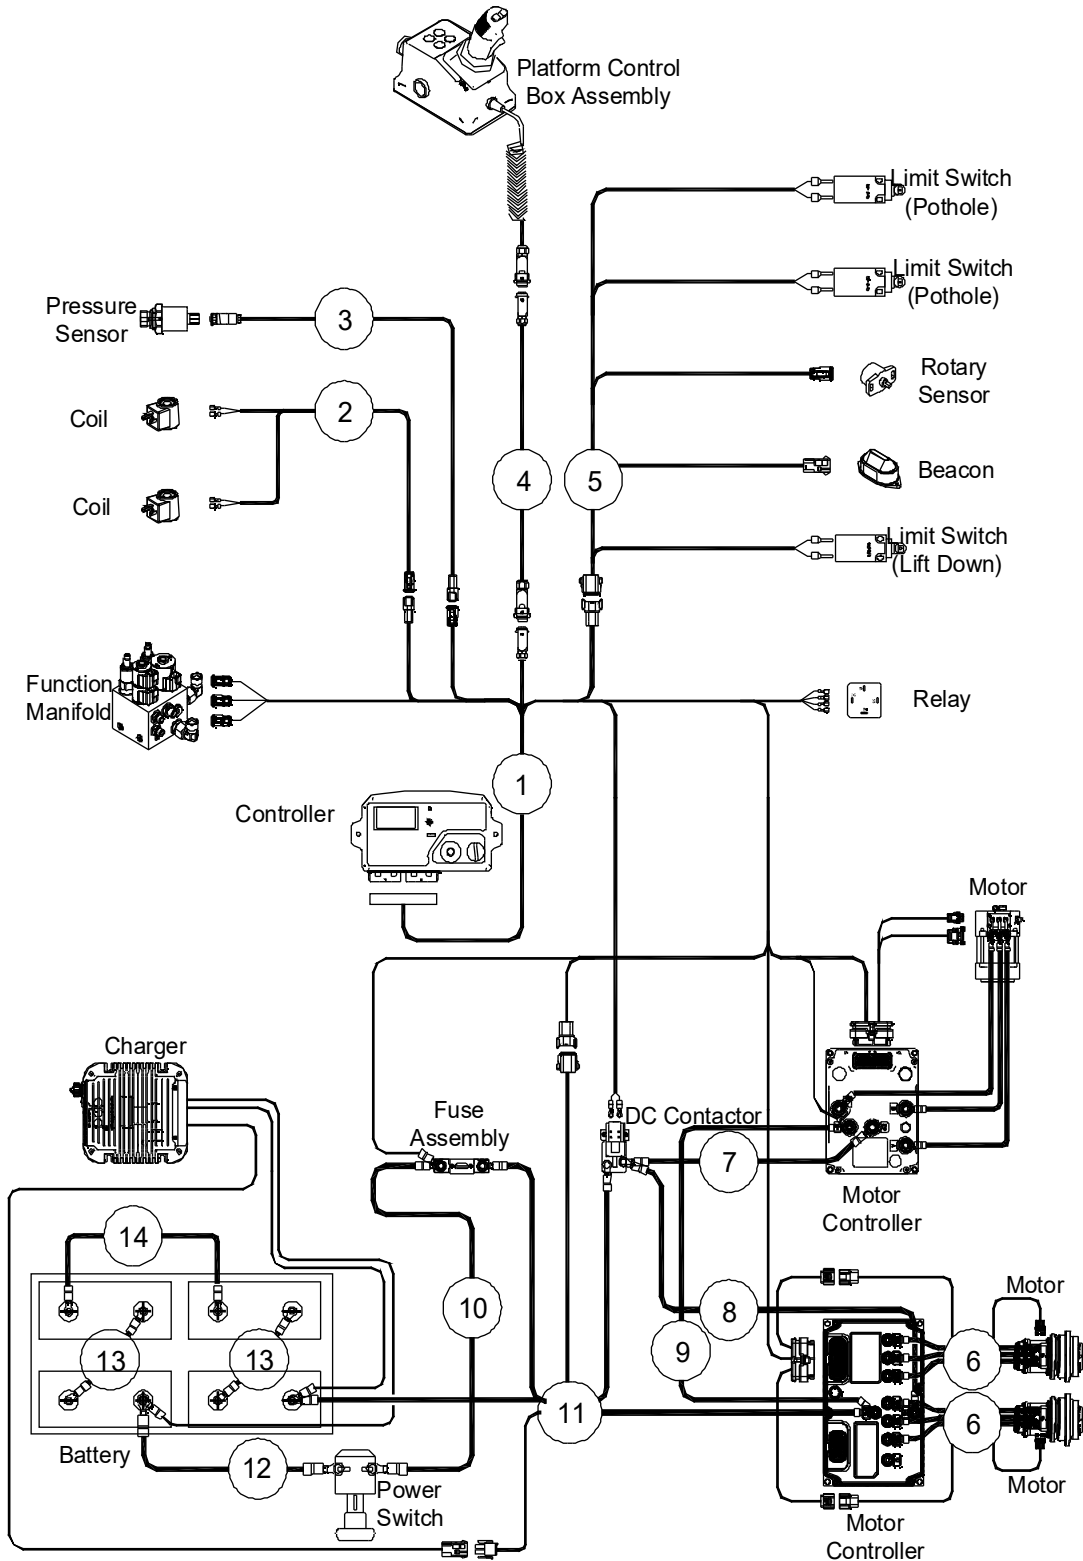 Platform Control
Box Assembly
Limit Switch
(Pothole)
Limit Switch
(Pothole)
Pressure
Sensor
3
Rotary
Sensor
Coil
2
4
5
Beacon
Coil
Limit Switch
(Lift Down)
Function
Manifold
Relay
1
Controller
Motor
Charger
Fuse
Assembly
DC Contactor
7
Motor
Controller
14
10
8
Motor
13
13
9
6
11
6
Battery
12
Motor
Power
Switch
Motor
Controller